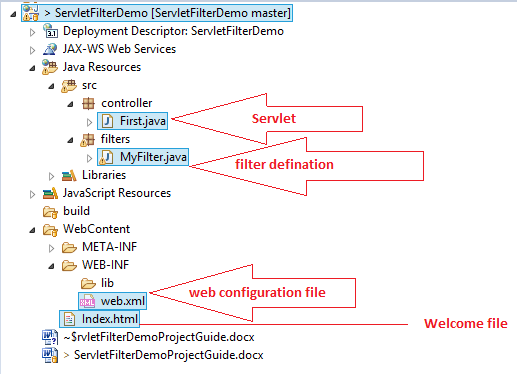 > ServletFilterDemo [ServletFilterDemo master]
3.1 Deployment Descriptor: ServletFilterDemo
JAX-WS Web Services
Java Resources
src
controller
First.java
Servlet
filters
MyFilter.java
filter defination
Libraries
JavaScript Resources
build
WebContent
META-INF
WEB-INF
lib
web.xml
web configuration file
Index.html
Welcome file
~$rvletFilterDemoProjectGuide.docx
> ServletFilterDemoProjectGuide.docx